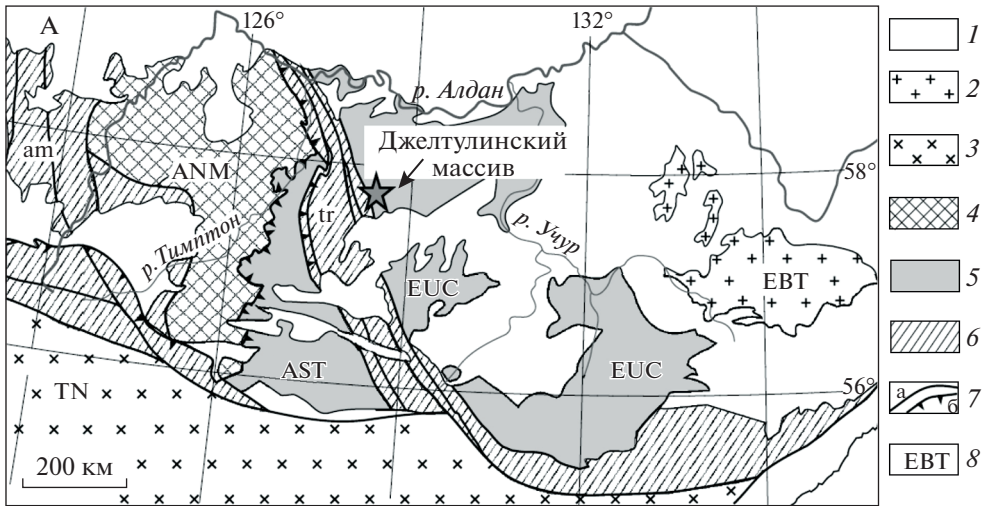 А
126°
132°
1
2
р. Алдан
Джелтулинский
массив
am
ANM
3
58°
tr
4
р. Тимптон
р. Учур
EUC
EBT
5
AST
EUC
6
TN
56°
а
б
7
200 км
EBT
8